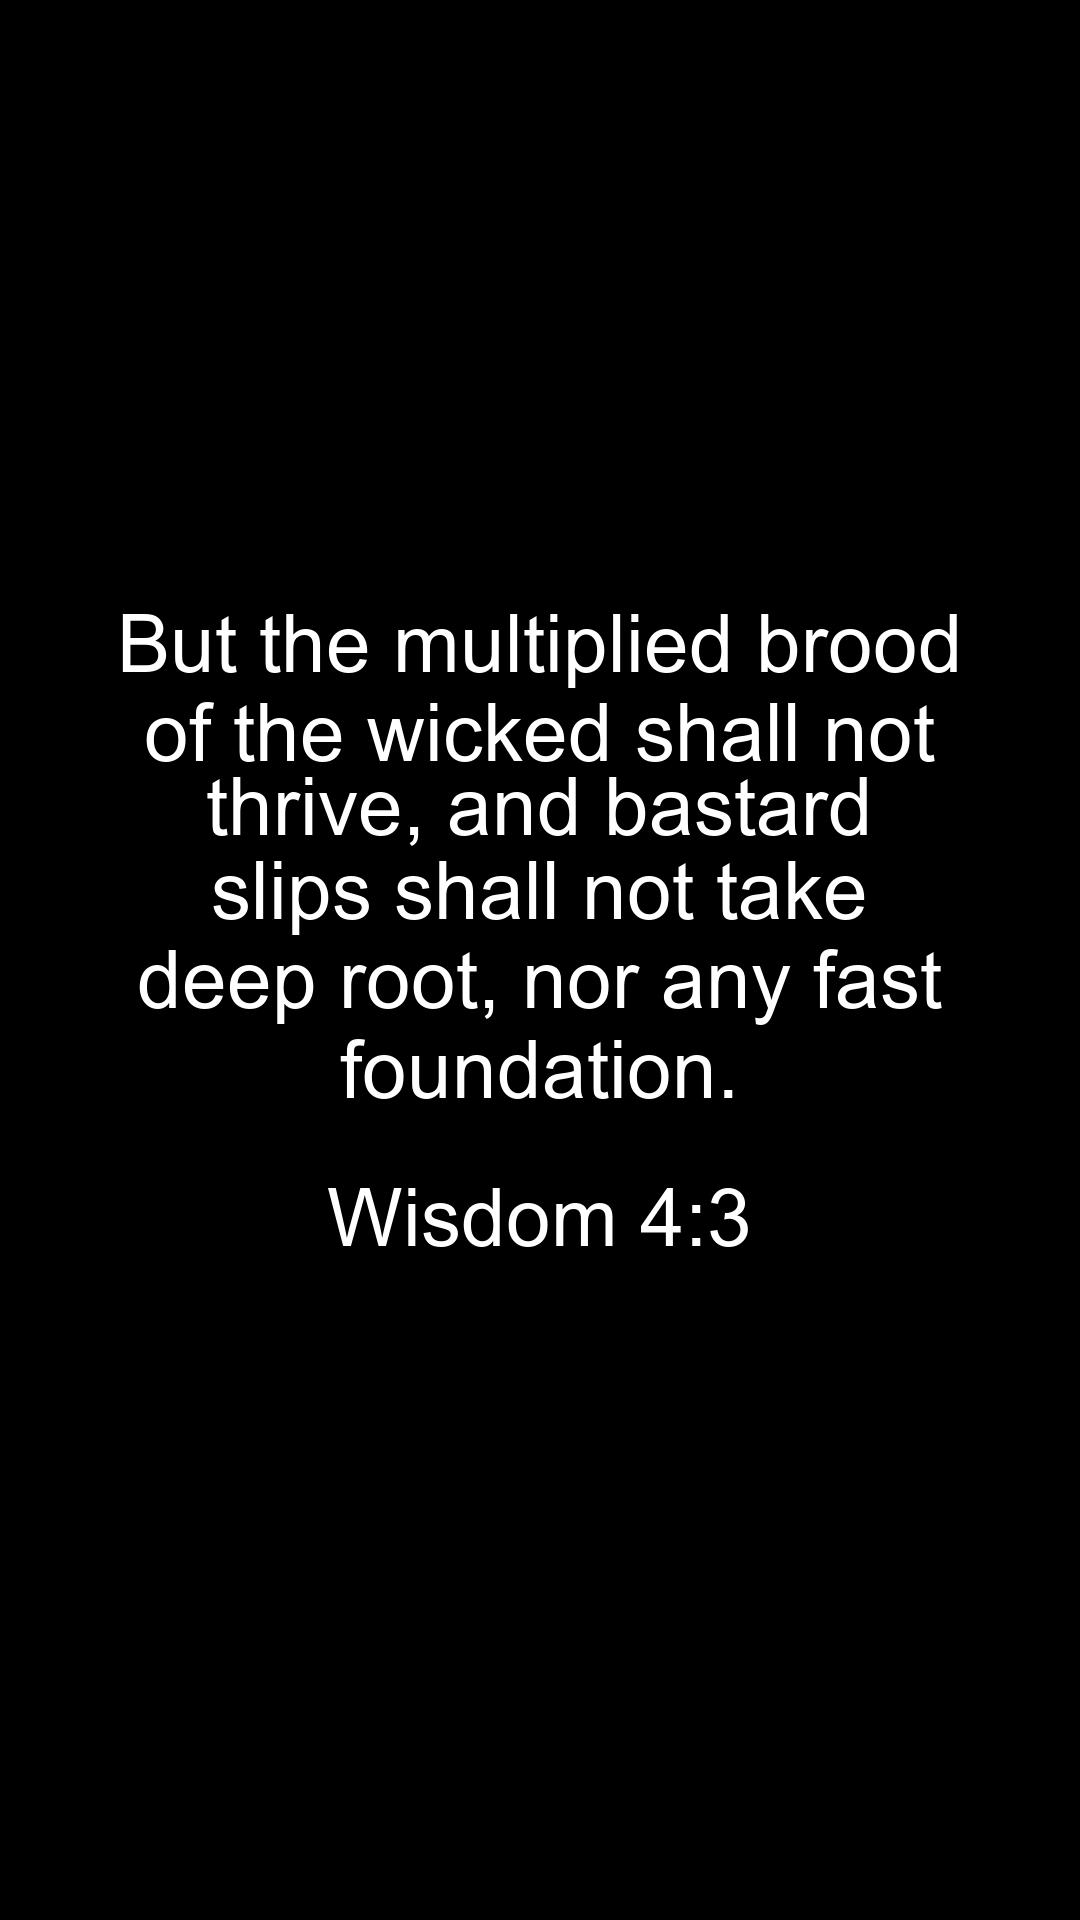 But the multiplied brood
of the wicked shall not
thrive, and bastard
slips shall not take
deep root, nor any fast
foundation.
Wisdom 4:3